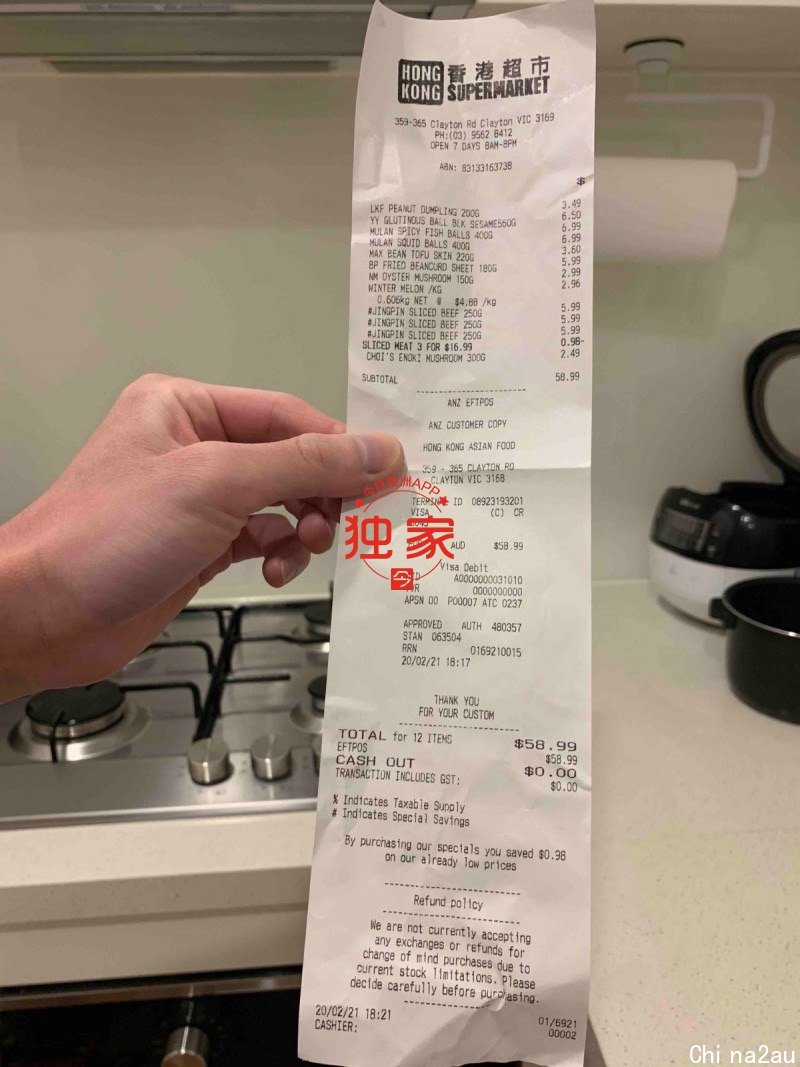 HONG KONG 香港超市
SUPERMARKET
359-365 Clayton Rd Clayton VIC 3169
PH:(03) 9562 8412
OPEN 7 DAYS 8AM-8PM
ABN: 83133163738
$
LKF PEANUT DUMPLING 200G 3.49
YY GLUTINOUS BALL BLK SESAME560G 6.50
MULAN SPICY FISH BALLS 400G 6.99
MULAN SQUID BALLS 400G 6.99
MAX BEAN TOFU SKIN 220G 3.60
BP FRIED BEANCURD SHEET 180G 5.99
NM OYSTER MUSHROOM 150G 2.99
WINTER MELON /KG 2.96
0.606kg NET @ $4.88 /kg
#JINGPIN SLICED BEEF 250G 5.99
#JINGPIN SLICED BEEF 250G 5.99
#JINGPIN SLICED BEEF 250G 5.99
SLICED MEAT 3 FOR $16.99 0.98-
CHOI'S ENOKI MUSHROOM 300G 2.49
SUBTOTAL 58.99
ANZ EFTPOS
ANZ CUSTOMER COPY
HONG KONG ASIAN FOOD
359 - 365 CLAYTON RD
CLAYTON VIC 3168
APP
独家
今
ID 08923193201
VISA (C) CR
AUD $58.99
Visa Debit
A0000000031010
0000000000
APSN 00 P00007 ATC 0237
APPROVED AUTH 480357
STAN 063504
RRN 0169210015
20/02/21 18:17
THANK YOU
FOR YOUR CUSTOM
TOTAL for 12 ITEMS $58.99
EFTPOS $58.99
CASH OUT $0.00
TRANSACTION INCLUDES GST: $0.00
% Indicates Taxable Supply
# Indicates Special Savings
By purchasing our specials you saved $0.98
on our already low prices
Refund policy
We are not currently accepting
any exchanges or refunds for
change of mind purchases due to
current stock limitations. Please
decide carefully before purchasing.
20/02/21 18:21 01/6921
CASHIER: 00002
Chi na2au